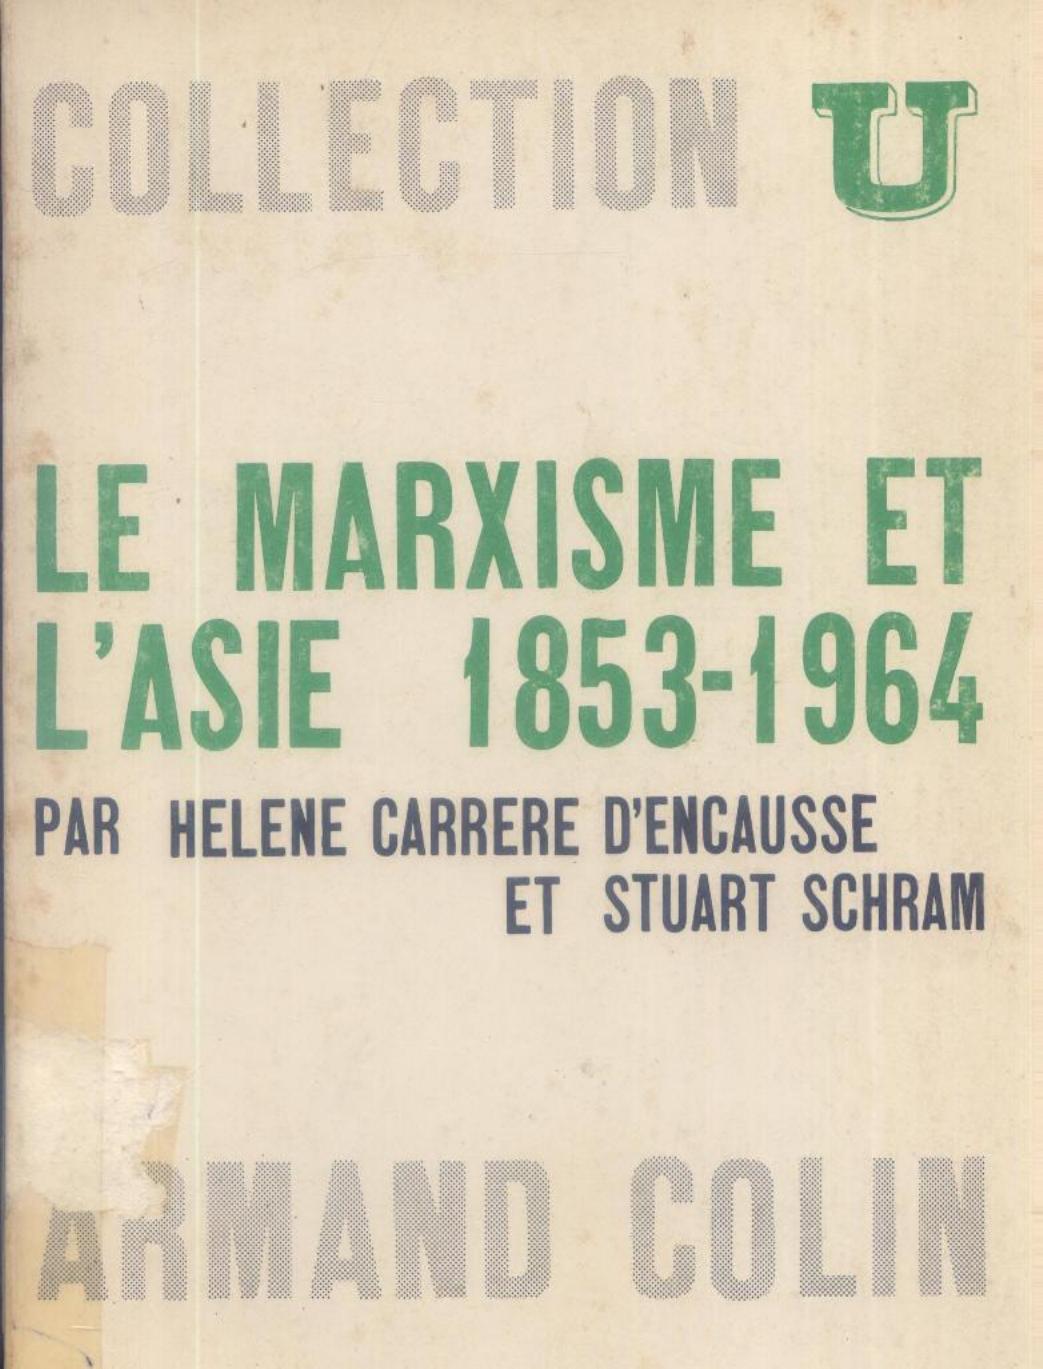 COLLECTION U
LE MARXISME ET
L'ASIE 1853-1964
PAR HELENE CARRERE D'ENCAUSSE
ET STUART SCHRAM
ARMAND COLIN